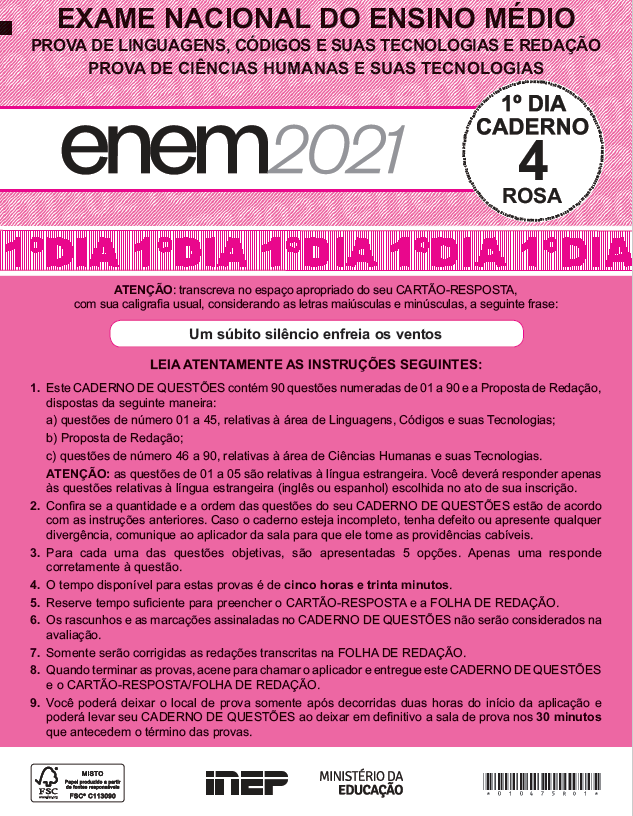 EXAME NACIONAL DO ENSINO MÉDIO
PROVA DE LINGUAGENS, CÓDIGOS E SUAS TECNOLOGIAS E REDAÇÃO
PROVA DE CIÊNCIAS HUMANAS E SUAS TECNOLOGIAS
enem2021
1º DIA
CADERNO
4
ROSA
1ºDIA 1ºDIA 1ºDIA 1ºDIA 1ºDIA
ATENÇÃO: transcreva no espaço apropriado do seu CARTÃO-RESPOSTA,
com sua caligrafia usual, considerando as letras maiúsculas e minúsculas, a seguinte frase:
Um súbito silêncio enfreia os ventos
LEIA ATENTAMENTE AS INSTRUÇÕES SEGUINTES:
1. Este CADERNO DE QUESTÕES contém 90 questões numeradas de 01 a 90 e a Proposta de Redação,
dispostas da seguinte maneira:
a) questões de número 01 a 45, relativas à área de Linguagens, Códigos e suas Tecnologias;
b) Proposta de Redação;
c) questões de número 46 a 90, relativas à área de Ciências Humanas e suas Tecnologias.
ATENÇÃO: as questões de 01 a 05 são relativas à língua estrangeira. Você deverá responder apenas
às questões relativas à língua estrangeira (inglês ou espanhol) escolhida no ato de sua inscrição.
2. Confira se a quantidade e a ordem das questões do seu CADERNO DE QUESTÕES estão de acordo
com as instruções anteriores. Caso o caderno esteja incompleto, tenha defeito ou apresente qualquer
divergência, comunique ao aplicador da sala para que ele tome as providências cabíveis.
3. Para cada uma das questões objetivas, são apresentadas 5 opções. Apenas uma responde
corretamente à questão.
4. O tempo disponível para estas provas é de cinco horas e trinta minutos.
5. Reserve tempo suficiente para preencher o CARTÃO-RESPOSTA e a FOLHA DE REDAÇÃO.
6. Os rascunhos e as marcações assinaladas no CADERNO DE QUESTÕES não serão considerados na
avaliação.
7. Somente serão corrigidas as redações transcritas na FOLHA DE REDAÇÃO.
8. Quando terminar as provas, acene para chamar o aplicador e entregue este CADERNO DE QUESTÕES
e o CARTÃO-RESPOSTA/FOLHA DE REDAÇÃO.
9. Você poderá deixar o local de prova somente após decorridas duas horas do início da aplicação e
poderá levar seu CADERNO DE QUESTÕES ao deixar em definitivo a sala de prova nos 30 minutos
que antecedem o término das provas.
FSC
MISTO
Papel produzido a partir
de fontes responsáveis
FSC® C113090
inep
MINISTÉRIO DA
EDUCAÇÃO
*010475R01*